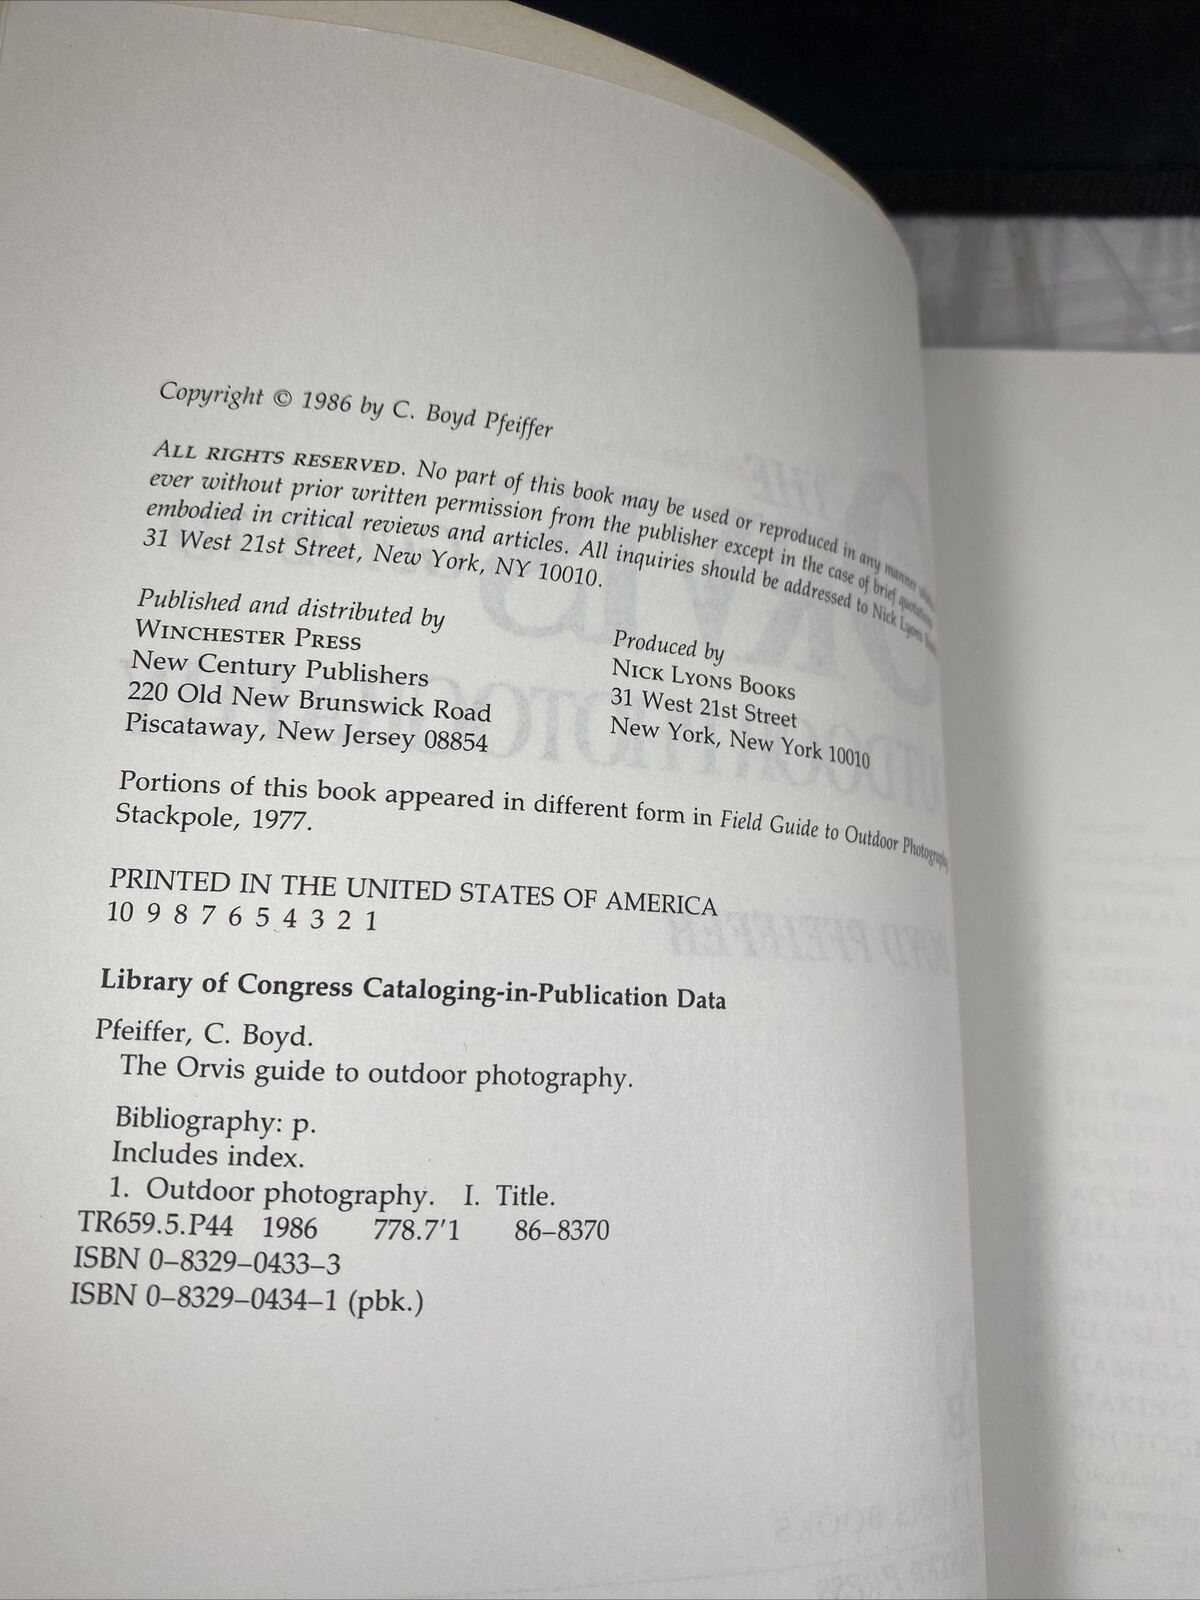 Copyright © 1986 by C. Boyd Pfeiffer
ALL RIGHTS RESERVED. No part of this book may be used or reproduced in any manner
ever without prior written permission from the publisher except in the case of brief quotations
embodied in critical reviews and articles. All inquiries should be addressed to Nick Lyons Books
31 West 21st Street, New York, NY 10010.
Published and distributed by
WINCHESTER PRESS
New Century Publishers
220 Old New Brunswick Road
Piscataway, New Jersey 08854
Produced by
NICK LYONS BOOKS
31 West 21st Street
New York, New York 10010
Portions of this book appeared in different form in Field Guide to Outdoor Photography
Stackpole, 1977.
PRINTED IN THE UNITED STATES OF AMERICA
10 9 8 7 6 5 4 3 2 1
Library of Congress Cataloging-in-Publication Data
Pfeiffer, C. Boyd.
The Orvis guide to outdoor photography.
Bibliography: p.
Includes index.
1. Outdoor photography. I. Title.
TR659.5.P44 1986 778.7'1 86–8370
ISBN 0–8329–0433–3
ISBN 0–8329–0434–1 (pbk.)